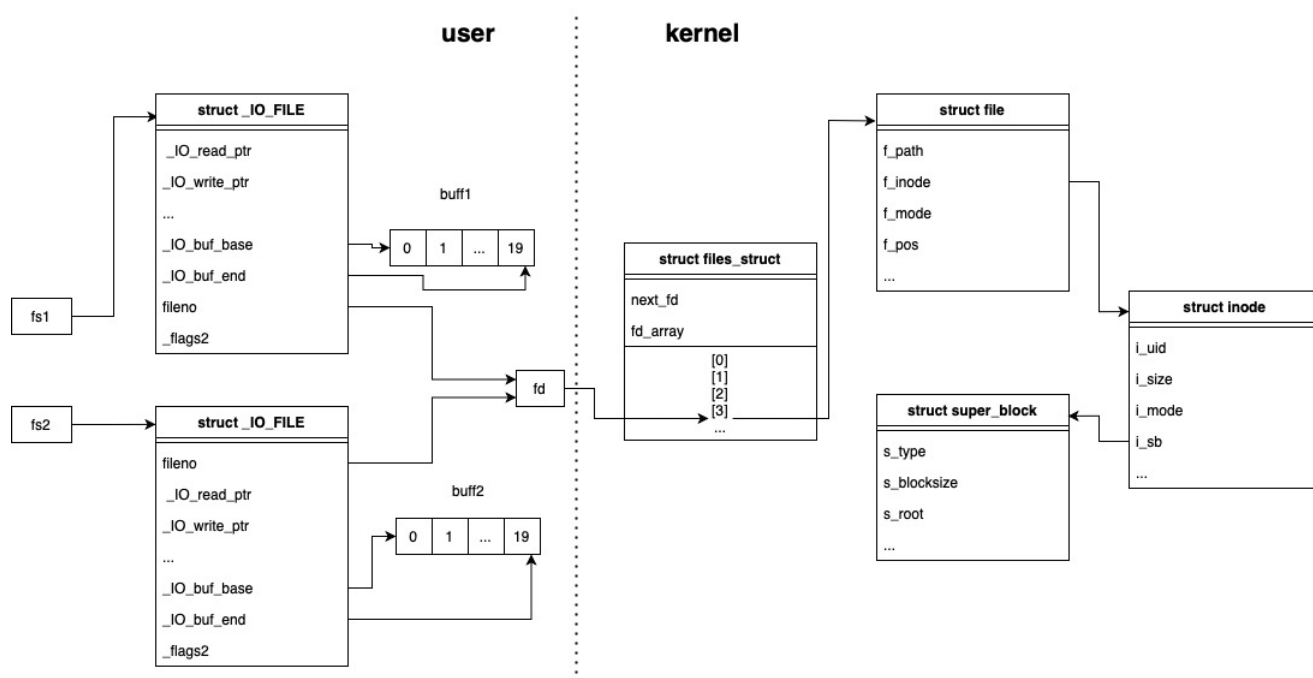 user
kernel
struct _IO_FILE
_IO_read_ptr
_IO_write_ptr
...
_IO_buf_base
_IO_buf_end
fileno
_flags2
buff1
0 1 ... 19
fs1
fs2
struct _IO_FILE
fileno
_IO_read_ptr
_IO_write_ptr
...
_IO_buf_base
_IO_buf_end
_flags2
buff2
0 1 ... 19
fd
struct files_struct
next_fd
fd_array
[0]
[1]
[2]
[3]
...
struct file
f_path
f_inode
f_mode
f_pos
...
struct inode
i_uid
i_size
i_mode
i_sb
...
struct super_block
s_type
s_blocksize
s_root
...